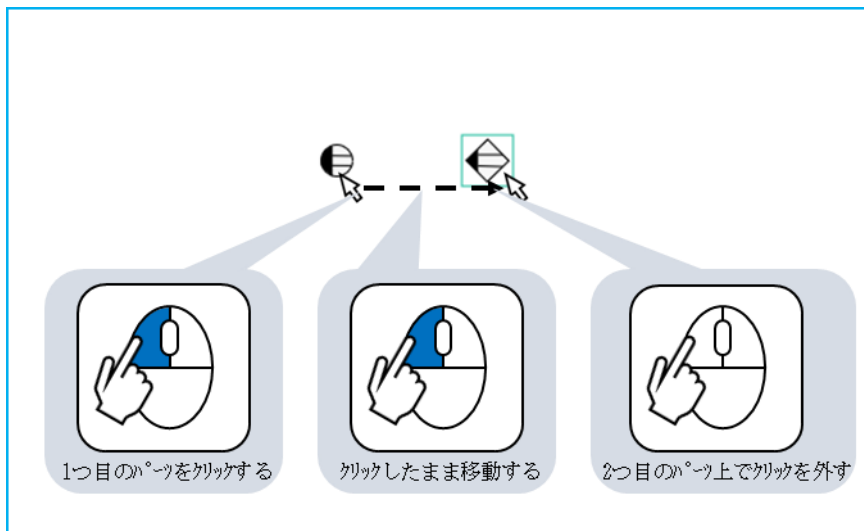 1つ目のﾊﾟｰﾂをｸﾘｯｸする
ｸﾘｯｸしたまま移動する
2つ目のﾊﾟｰﾂ上でｸﾘｯｸを外す